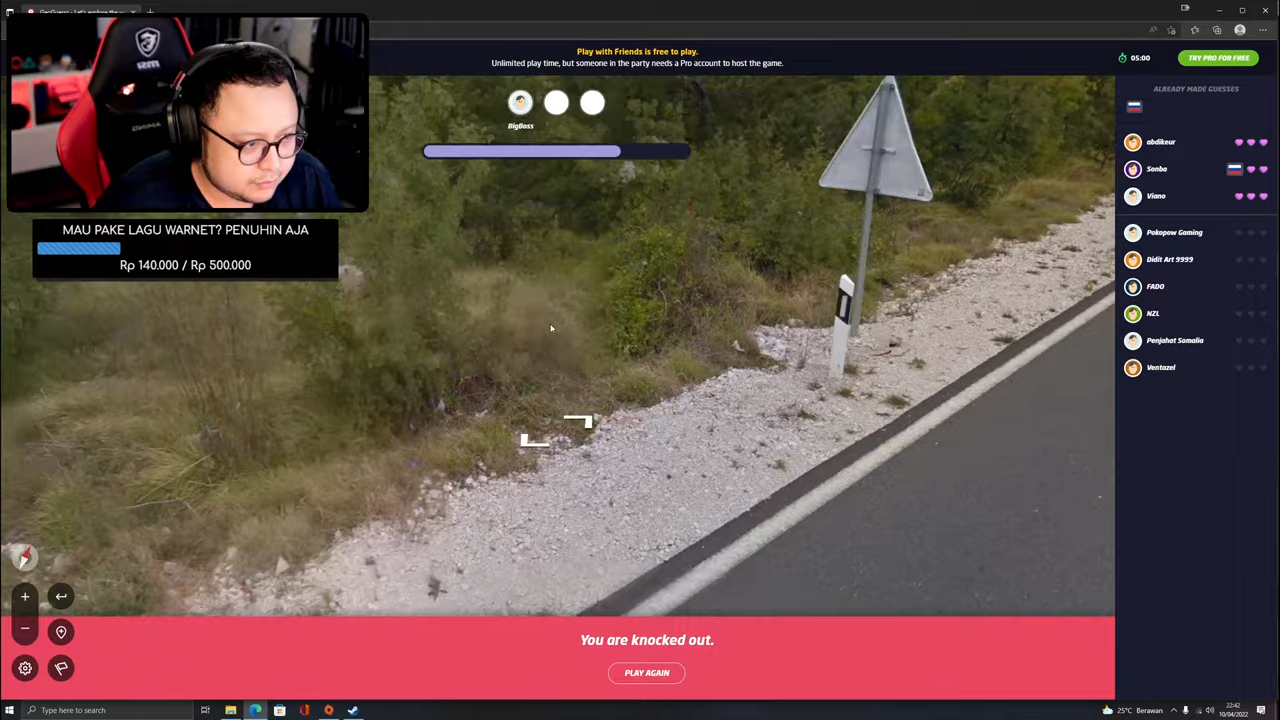 Play with Friends is free to play.
Unlimited play time, but someone in the party needs a Pro account to host the game.
05:00
TRY PRO FOR FREE
ALREADY MADE GUESSES
BigBoss
abdikeur
Sonba
Viano
Pokopow Gaming
Didit Art 9999
FADO
NZL
Penjahat Somalia
Ventazel
MAU PAKE LAGU WARNET? PENUHIN AJA
Rp 140.000 / Rp 500.000
You are knocked out.
PLAY AGAIN
Type here to search
25°C Berawan
22:42
10/04/2022